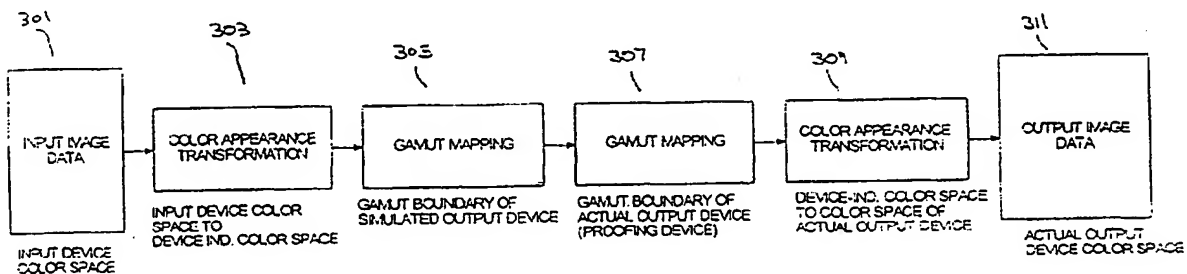 301
303
305
307
309
311
INPUT IMAGE
DATA
COLOR APPEARANCE
TRANSFORMATION
GAMUT MAPPING
GAMUT MAPPING
COLOR APPEARANCE
TRANSFORMATION
OUTPUT IMAGE
DATA
INPUT DEVICE
COLOR SPACE
INPUT DEVICE COLOR
SPACE TO
DEVICE IND. COLOR SPACE
GAMUT BOUNDARY OF
SIMULATED OUTPUT DEVICE
GAMUT. BOUNDARY OF
ACTUAL OUTPUT DEVICE
(PROOFING DEVICE)
DEVICE-IND. COLOR SPACE
TO COLOR SPACE OF
ACTUAL OUTPUT DEVICE
ACTUAL OUTPUT
DEVICE COLOR SPACE